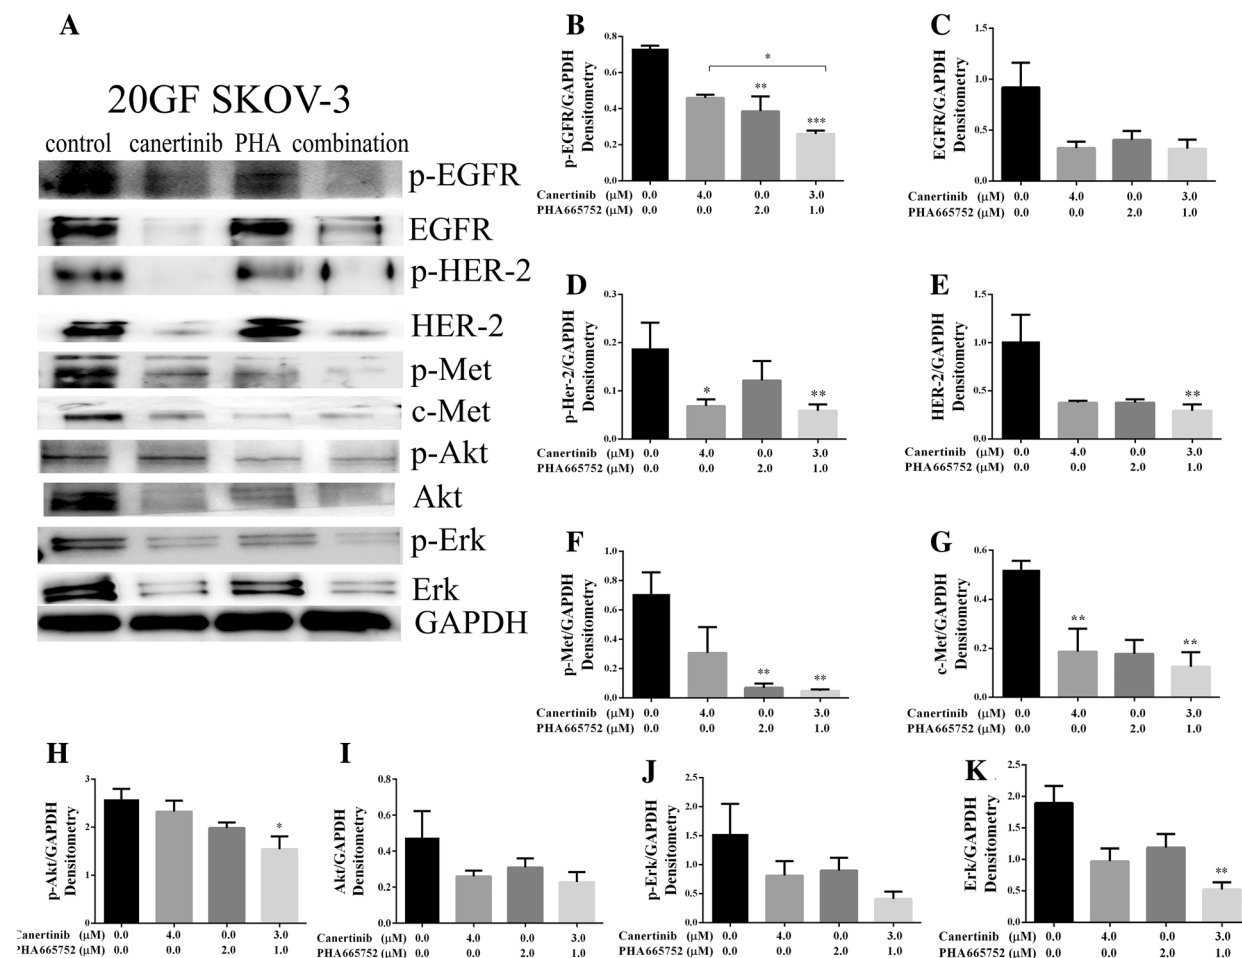 A
20GF SKOV-3
control canertinib PHA combination
p-EGFR
EGFR
p-HER-2
HER-2
p-Met
c-Met
p-Akt
Akt
p-Erk
Erk
GAPDH
B
p-EGFR/GAPDH
Densitometry
0.8
0.6
0.4
0.2
0.0
*
**
***
Canertinib (µM) 0.0 4.0 0.0 3.0
PHA665752 (µM) 0.0 0.0 2.0 1.0
C
EGFR/GAPDH
Densitometry
1.5
1.0
0.5
0.0
Canertinib (µM) 0.0 4.0 0.0 3.0
PHA665752 (µM) 0.0 0.0 2.0 1.0
D
p-Her-2/GAPDH
Densitometry
0.3
0.2
0.1
0.0
*
**
Canertinib (µM) 0.0 4.0 0.0 3.0
PHA665752 (µM) 0.0 0.0 2.0 1.0
E
HER-2/GAPDH
Densitometry
1.5
1.0
0.5
0.0
**
Canertinib (µM) 0.0 4.0 0.0 3.0
PHA665752 (µM) 0.0 0.0 2.0 1.0
F
p-Met/GAPDH
Densitometry
1.0
0.8
0.6
0.4
0.2
0.0
**
**
Canertinib (µM) 0.0 4.0 0.0 3.0
PHA665752 (µM) 0.0 0.0 2.0 1.0
G
c-Met/GAPDH
Densitometry
0.6
0.4
0.2
0.0
**
**
Canertinib (µM) 0.0 4.0 0.0 3.0
PHA665752 (µM) 0.0 0.0 2.0 1.0
H
p-Akt/GAPDH
Densitometry
3
2
1
0
*
Canertinib (µM) 0.0 4.0 0.0 3.0
PHA665752 (µM) 0.0 0.0 2.0 1.0
I
Akt/GAPDH
Densitometry
0.8
0.6
0.4
0.2
0.0
Canertinib (µM) 0.0 4.0 0.0 3.0
PHA665752 (µM) 0.0 0.0 2.0 1.0
J
p-Erk/GAPDH
Densitometry
2.5
2.0
1.5
1.0
0.5
0.0
Canertinib (µM) 0.0 4.0 0.0 3.0
PHA665752 (µM) 0.0 0.0 2.0 1.0
K
Erk/GAPDH
Densitometry
2.5
2.0
1.5
1.0
0.5
0.0
**
Canertinib (µM) 0.0 4.0 0.0 3.0
PHA665752 (µM) 0.0 0.0 2.0 1.0